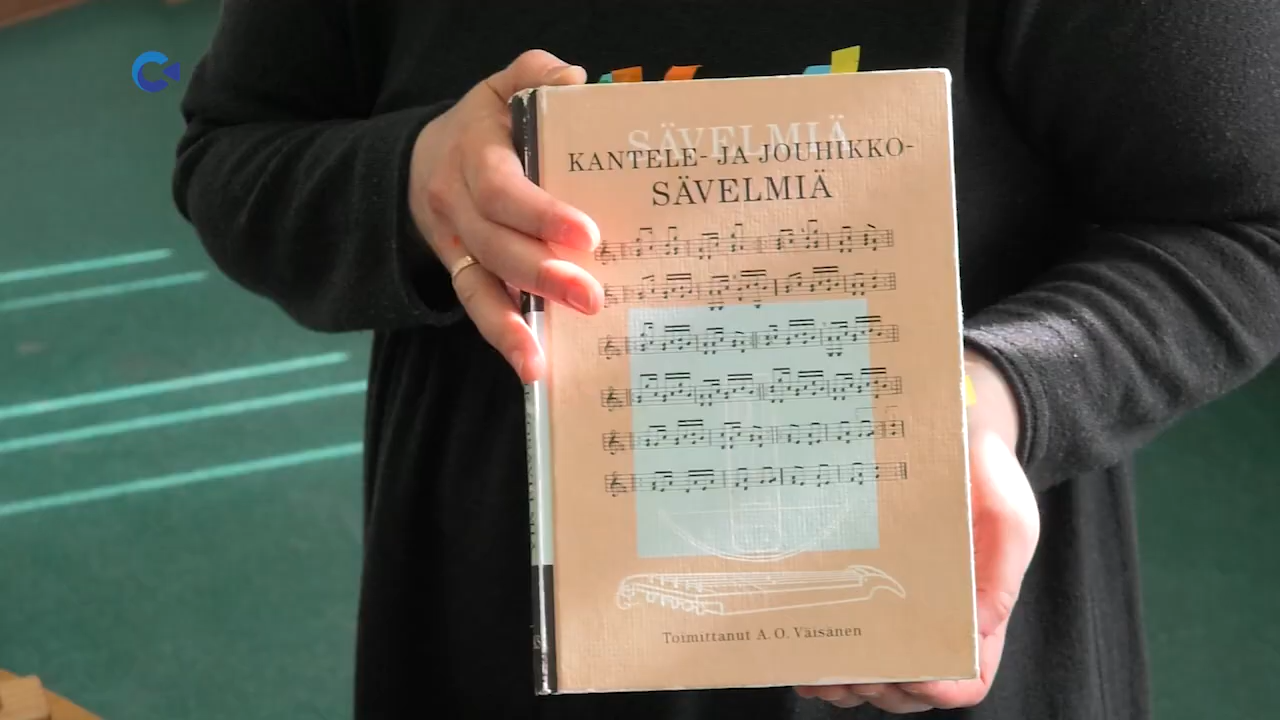 SÄVELMIÄ
KANTELE- JA JOUHIKKO-
SÄVELMIÄ
Toimittanut A. O. Väisänen